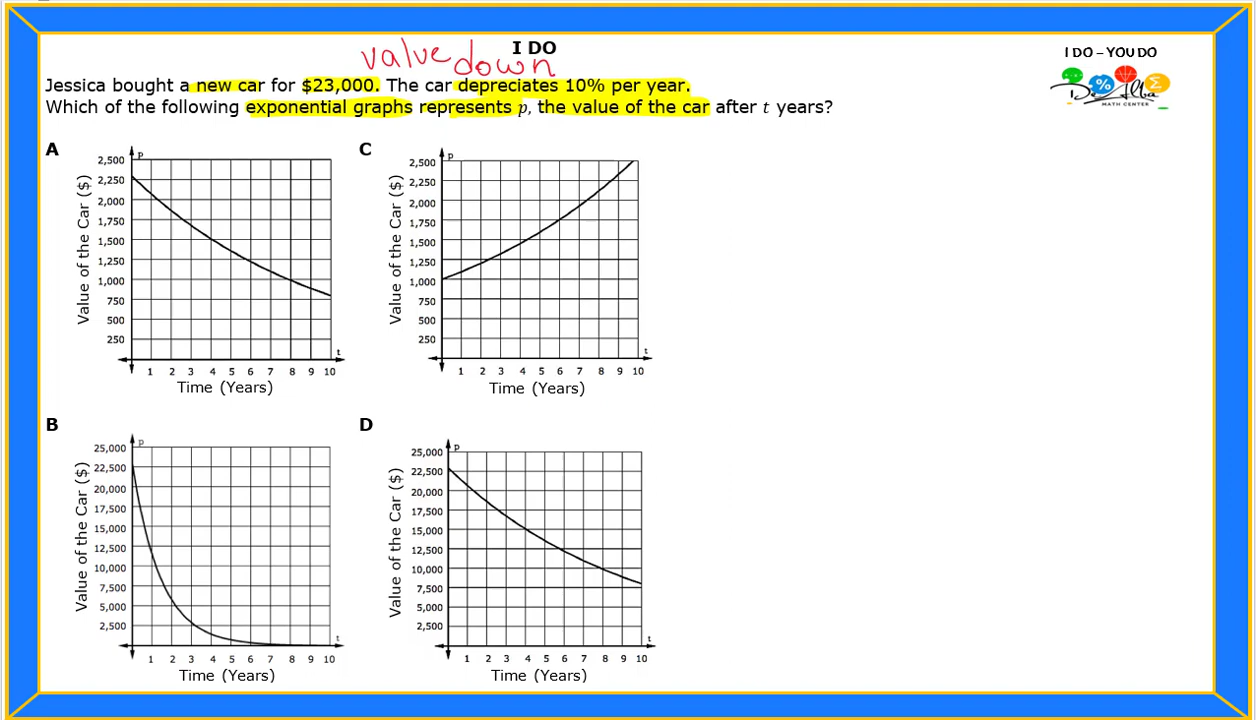 I DO
value down
I DO – YOU DO
Jessica bought a new car for $23,000. The car depreciates 10% per year.
Which of the following exponential graphs represents p, the value of the car after t years?
De Alba
MATH CENTER
% Σ
A
p
2,500
2,250
2,000
1,750
1,500
1,250
1,000
750
500
250
Value of the Car ($)
t
1 2 3 4 5 6 7 8 9 10
Time (Years)
C
p
2,500
2,250
2,000
1,750
1,500
1,250
1,000
750
500
250
Value of the Car ($)
t
1 2 3 4 5 6 7 8 9 10
Time (Years)
B
p
25,000
22,500
20,000
17,500
15,000
12,500
10,000
7,500
5,000
2,500
Value of the Car ($)
t
1 2 3 4 5 6 7 8 9 10
Time (Years)
D
p
25,000
22,500
20,000
17,500
15,000
12,500
10,000
7,500
5,000
2,500
Value of the Car ($)
t
1 2 3 4 5 6 7 8 9 10
Time (Years)